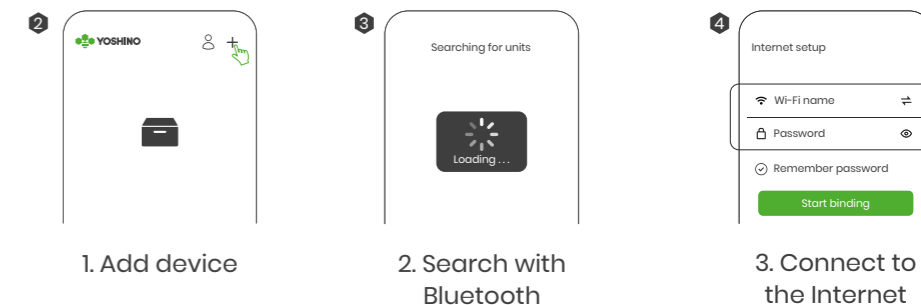 2
YOSHINO
1. Add device
3
Searching for units
Loading ...
2. Search with
Bluetooth
4
Internet setup
Wi-Fi name
Password
Remember password
Start binding
3. Connect to
the Internet